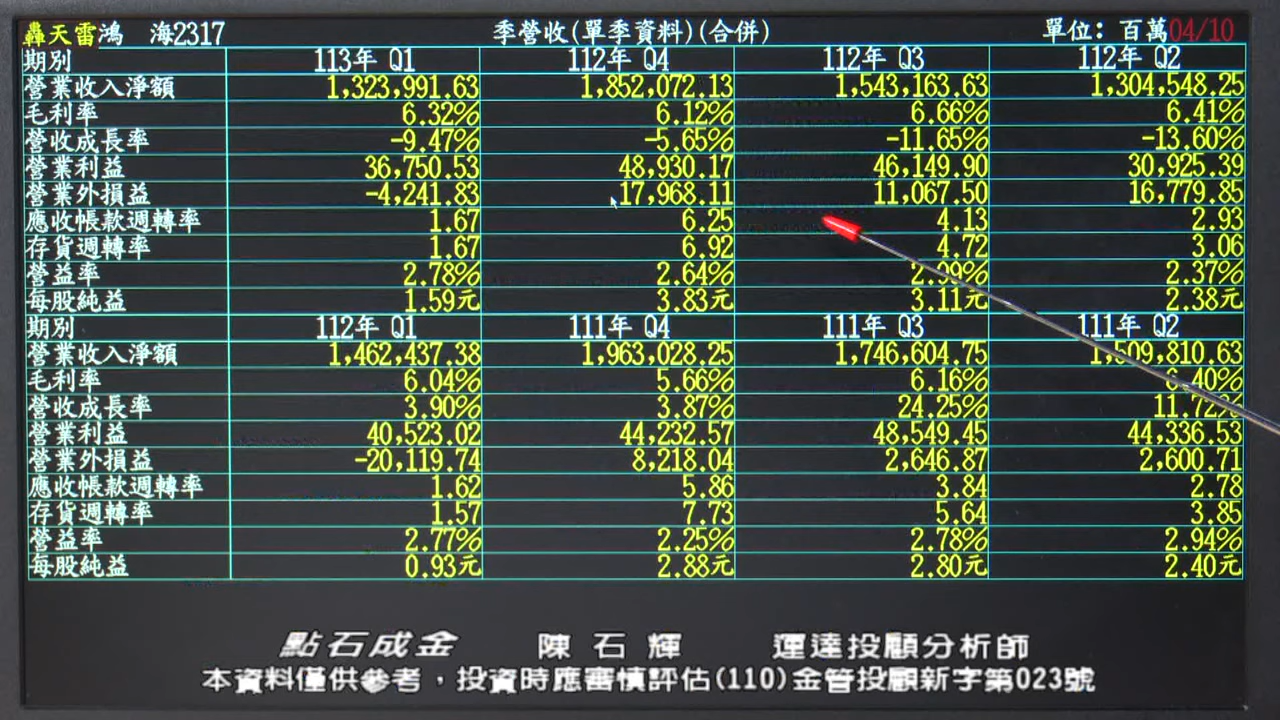 轟天雷鴻 海2317 季營收(單季資料)(合併) 單位: 百萬04/10
期別 113年 Q1 112年 Q4 112年 Q3 112年 Q2
營業收入淨額 1,323,991.63 1,852,072.13 1,543,163.63 1,304,548.25
毛利率 6.32% 6.12% 6.66% 6.41%
營收成長率 -9.47% -5.65% -11.65% -13.60%
營業利益 36,750.53 48,930.17 46,149.90 30,925.39
營業外損益 -4,241.83 17,968.11 11,067.50 16,779.85
應收帳款週轉率 1.67 6.25 4.13 2.93
存貨週轉率 1.67 6.92 4.72 3.06
營益率 2.78% 2.64% 2.99% 2.37%
每股純益 1.59元 3.83元 3.11元 2.38元
期別 112年 Q1 111年 Q4 111年 Q3 111年 Q2
營業收入淨額 1,462,437.38 1,963,028.25 1,746,604.75 1,509,810.63
毛利率 6.04% 5.66% 6.16% 6.40%
營收成長率 3.90% 3.87% 24.25% 11.72%
營業利益 40,523.02 44,232.57 48,549.45 44,336.53
營業外損益 -20,119.74 8,218.04 2,646.87 2,600.71
應收帳款週轉率 1.62 5.86 3.84 2.78
存貨週轉率 1.57 7.73 5.64 3.85
營益率 2.77% 2.25% 2.78% 2.94%
每股純益 0.93元 2.88元 2.80元 2.40元
點石成金 陳石輝 運達投顧分析師
本資料僅供參考，投資時應審慎評估(110)金管投顧新字第023號